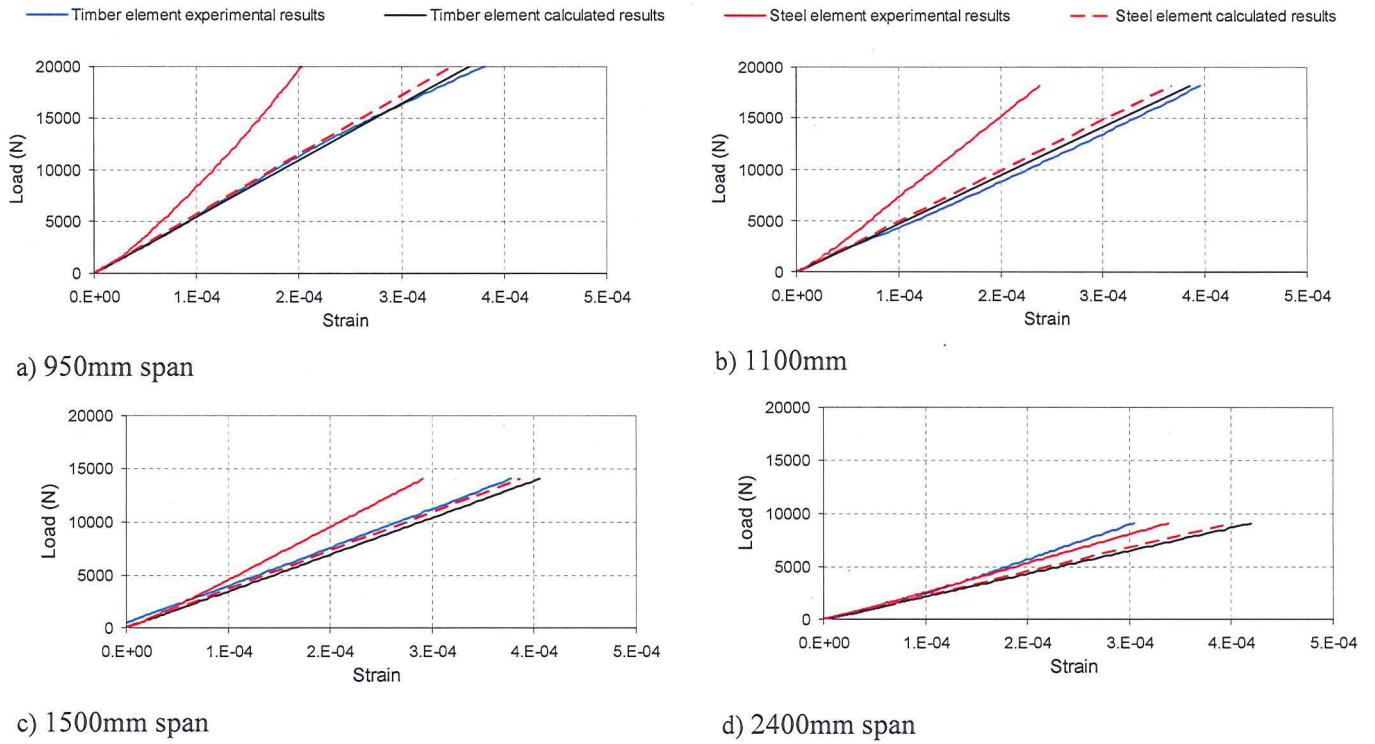 Timber element experimental results
Timber element calculated results
Steel element experimental results
Steel element calculated results
Load (N)
20000
15000
10000
5000
0
0.E+00 1.E-04 2.E-04 3.E-04 4.E-04 5.E-04
Strain
a) 950mm span
Load (N)
20000
15000
10000
5000
0
0.E+00 1.E-04 2.E-04 3.E-04 4.E-04 5.E-04
Strain
b) 1100mm
Load (N)
20000
15000
10000
5000
0
0.E+00 1.E-04 2.E-04 3.E-04 4.E-04 5.E-04
Strain
c) 1500mm span
Load (N)
20000
15000
10000
5000
0
0.E+00 1.E-04 2.E-04 3.E-04 4.E-04 5.E-04
Strain
d) 2400mm span